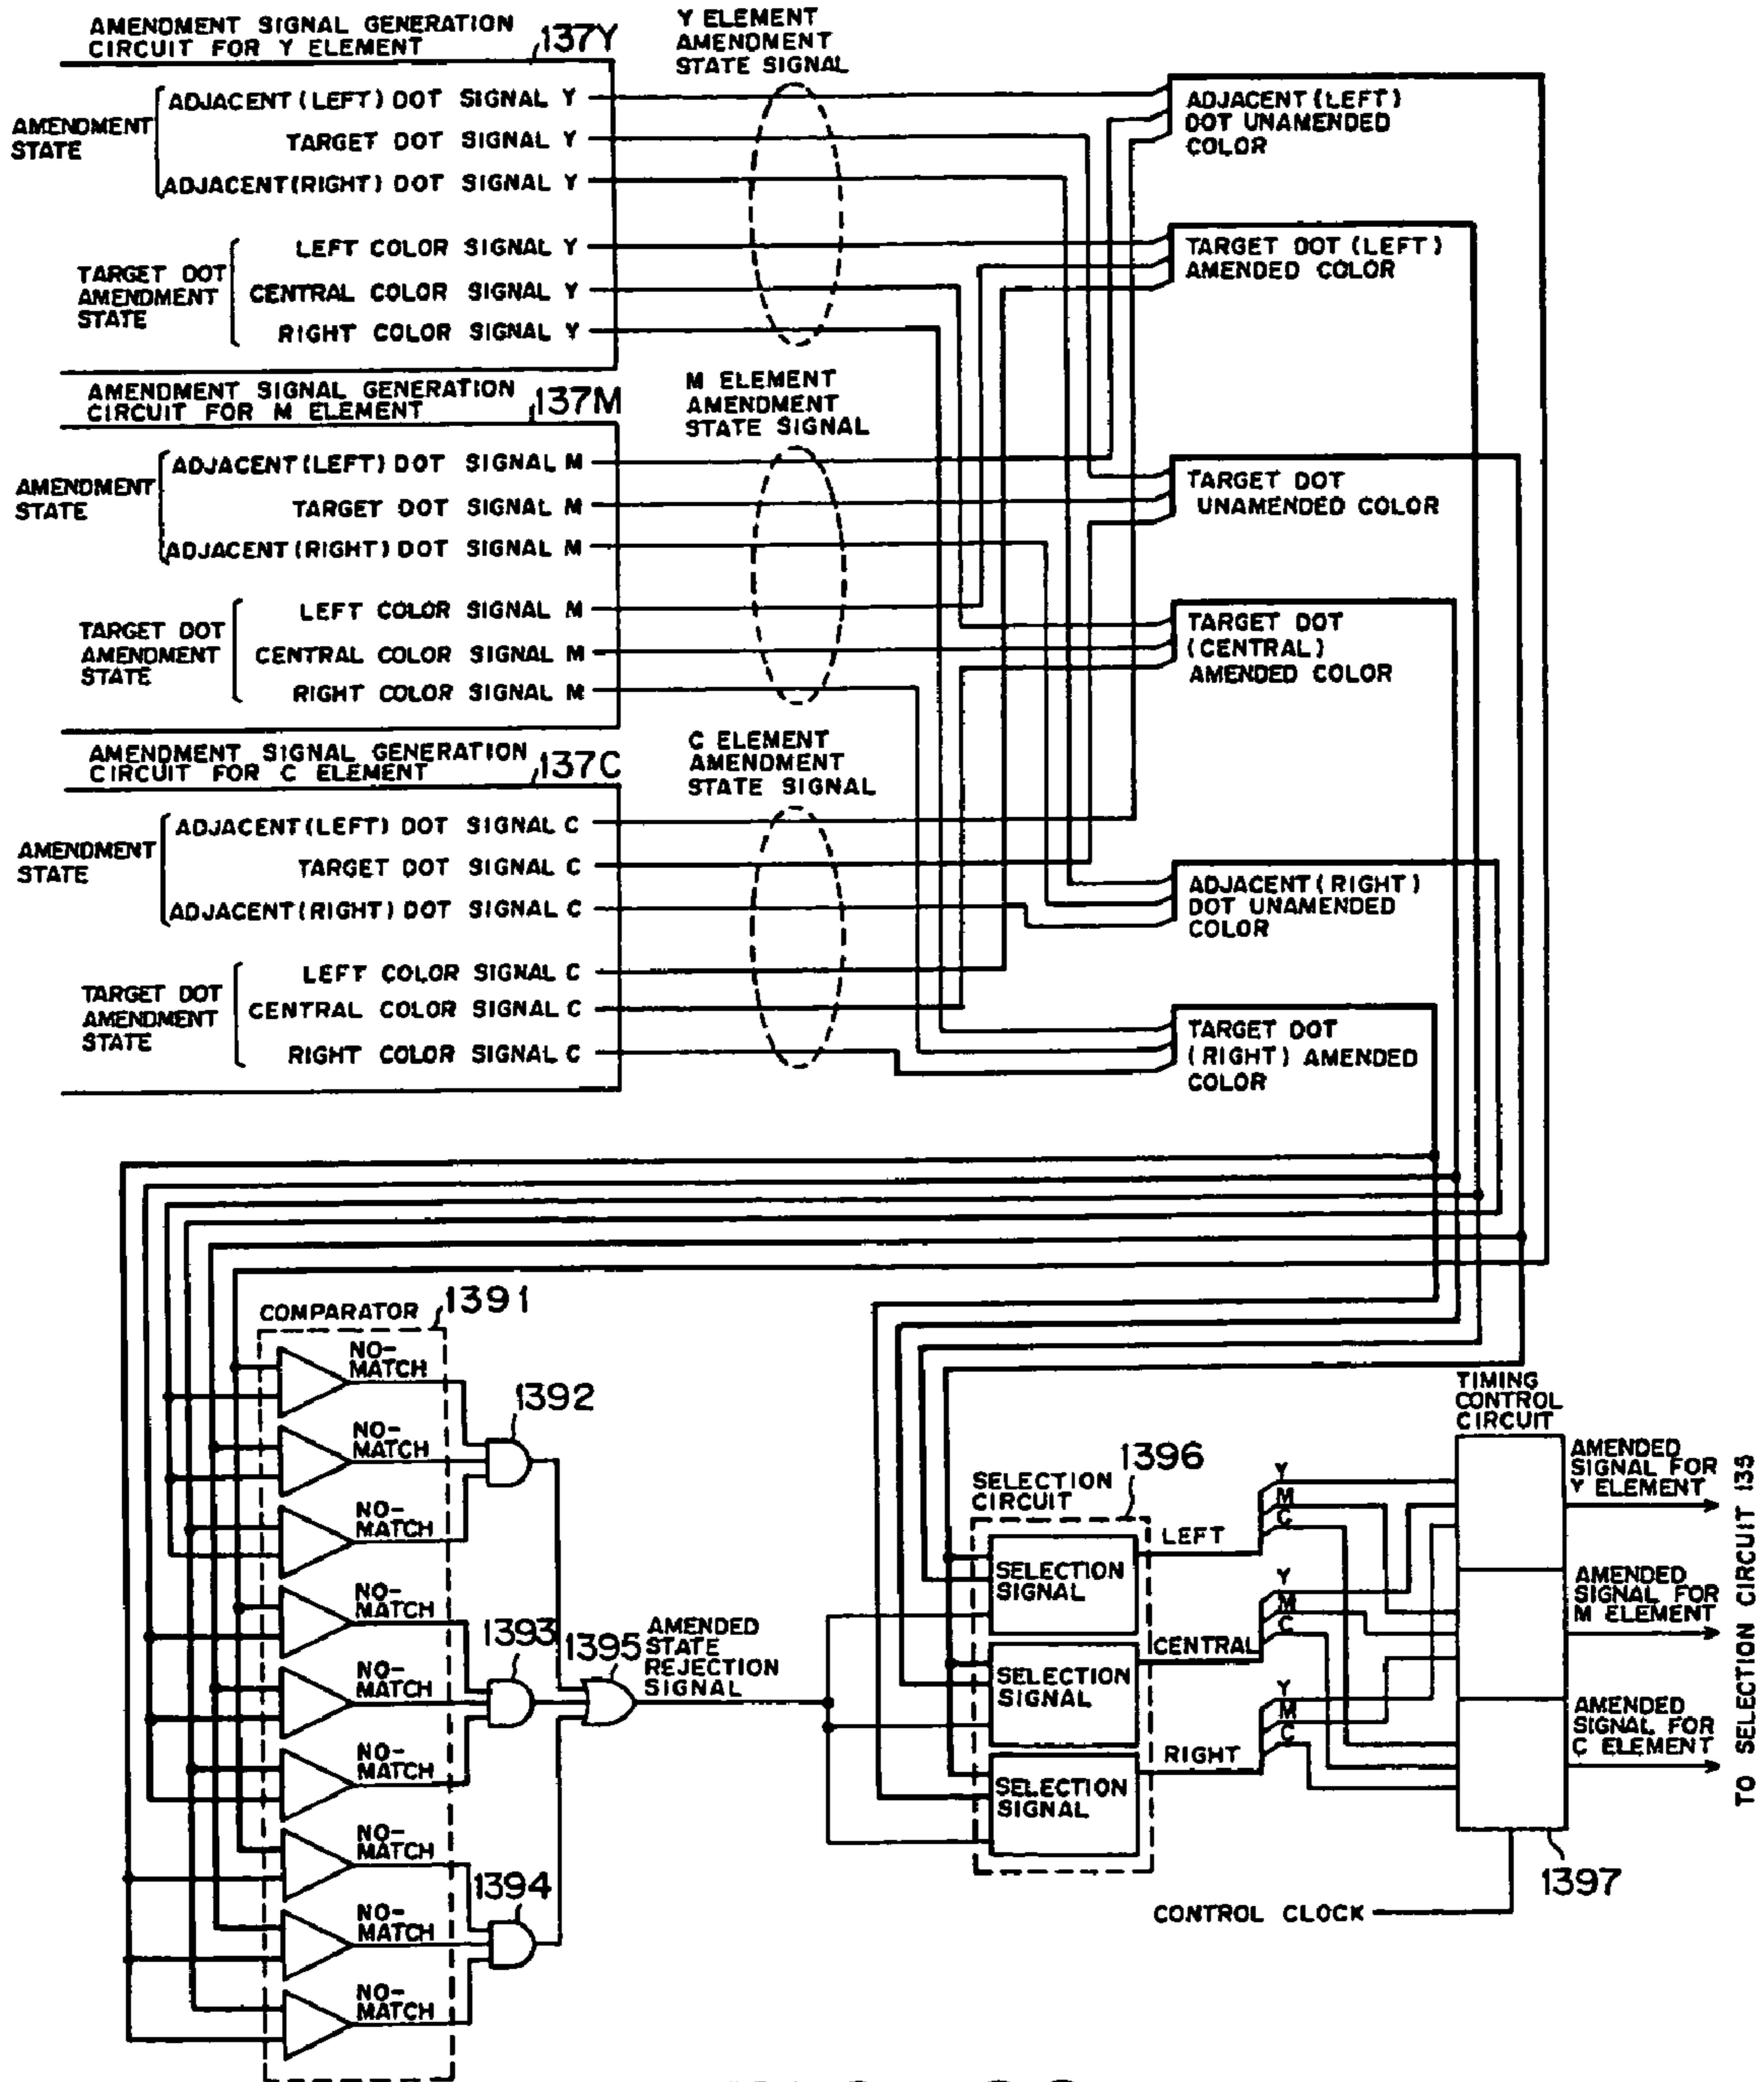 AMENDMENT SIGNAL GENERATION
CIRCUIT FOR Y ELEMENT
137Y
Y ELEMENT
AMENDMENT
STATE SIGNAL
AMENDMENT
STATE
ADJACENT (LEFT) DOT SIGNAL Y
TARGET DOT SIGNAL Y
ADJACENT (RIGHT) DOT SIGNAL Y
TARGET DOT
AMENDMENT
STATE
LEFT COLOR SIGNAL Y
CENTRAL COLOR SIGNAL Y
RIGHT COLOR SIGNAL Y
ADJACENT (LEFT)
DOT UNAMENDED
COLOR
TARGET DOT (LEFT)
AMENDED COLOR
AMENDMENT SIGNAL GENERATION
CIRCUIT FOR M ELEMENT
137M
M ELEMENT
AMENDMENT
STATE SIGNAL
AMENDMENT
STATE
ADJACENT (LEFT) DOT SIGNAL M
TARGET DOT SIGNAL M
ADJACENT (RIGHT) DOT SIGNAL M
TARGET DOT
AMENDMENT
STATE
LEFT COLOR SIGNAL M
CENTRAL COLOR SIGNAL M
RIGHT COLOR SIGNAL M
TARGET DOT
UNAMENDED COLOR
TARGET DOT
(CENTRAL)
AMENDED COLOR
AMENDMENT SIGNAL GENERATION
CIRCUIT FOR C ELEMENT
137C
C ELEMENT
AMENDMENT
STATE SIGNAL
AMENDMENT
STATE
ADJACENT (LEFT) DOT SIGNAL C
TARGET DOT SIGNAL C
ADJACENT (RIGHT) DOT SIGNAL C
TARGET DOT
AMENDMENT
STATE
LEFT COLOR SIGNAL C
CENTRAL COLOR SIGNAL C
RIGHT COLOR SIGNAL C
ADJACENT (RIGHT)
DOT UNAMENDED
COLOR
TARGET DOT
(RIGHT) AMENDED
COLOR
COMPARATOR
1391
NO-
MATCH
NO-
MATCH
NO-
MATCH
NO-
MATCH
NO-
MATCH
NO-
MATCH
NO-
MATCH
NO-
MATCH
NO-
MATCH
1392
1393
1394
1395
AMENDED
STATE
REJECTION
SIGNAL
SELECTION
CIRCUIT
1396
SELECTION
SIGNAL
SELECTION
SIGNAL
SELECTION
SIGNAL
LEFT
CENTRAL
RIGHT
Y
M
C
Y
M
C
Y
M
C
TIMING
CONTROL
CIRCUIT
AMENDED
SIGNAL FOR
Y ELEMENT
AMENDED
SIGNAL FOR
M ELEMENT
AMENDED
SIGNAL FOR
C ELEMENT
TO SELECTION CIRCUIT 135
1397
CONTROL CLOCK